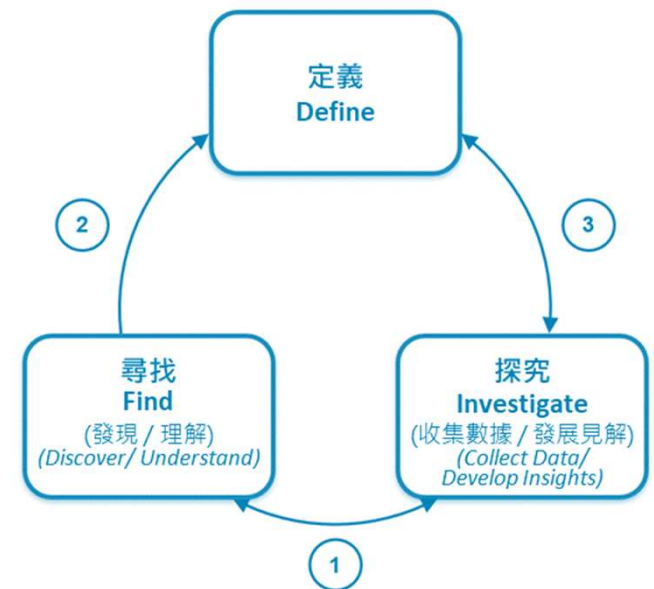 定義
Define
2
3
尋找
Find
(發現 / 理解)
(Discover/ Understand)
探究
Investigate
(收集數據 / 發展見解)
(Collect Data/
Develop Insights)
1